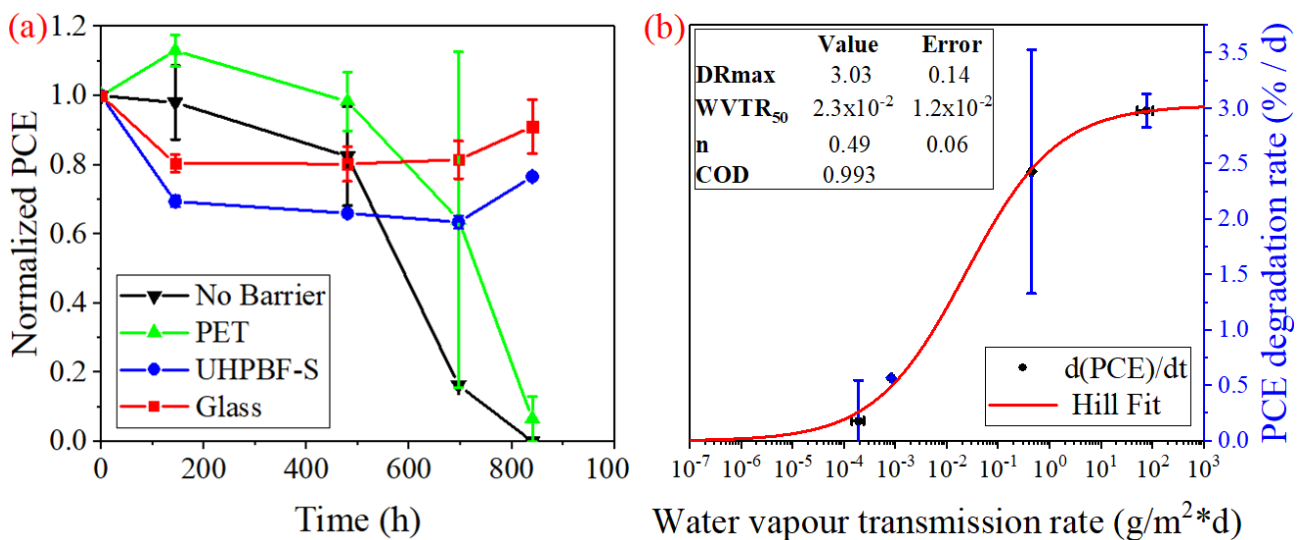 (a)
Normalized PCE
1.2
1.0
0.8
0.6
0.4
0.2
0.0
No Barrier
PET
UHPBF-S
Glass
0 200 400 600 800 100
Time (h)
(b)
Value Error
DRmax 3.03 0.14
WVTR₅₀ 2.3x10⁻² 1.2x10⁻²
n 0.49 0.06
COD 0.993
d(PCE)/dt
Hill Fit
3.5
3.0
2.5
2.0
1.5
1.0
0.5
0.0
PCE degradation rate (% / d)
10⁻⁷ 10⁻⁶ 10⁻⁵ 10⁻⁴ 10⁻³ 10⁻² 10⁻¹ 10⁰ 10¹ 10² 10³
Water vapour transmission rate (g/m²*d)